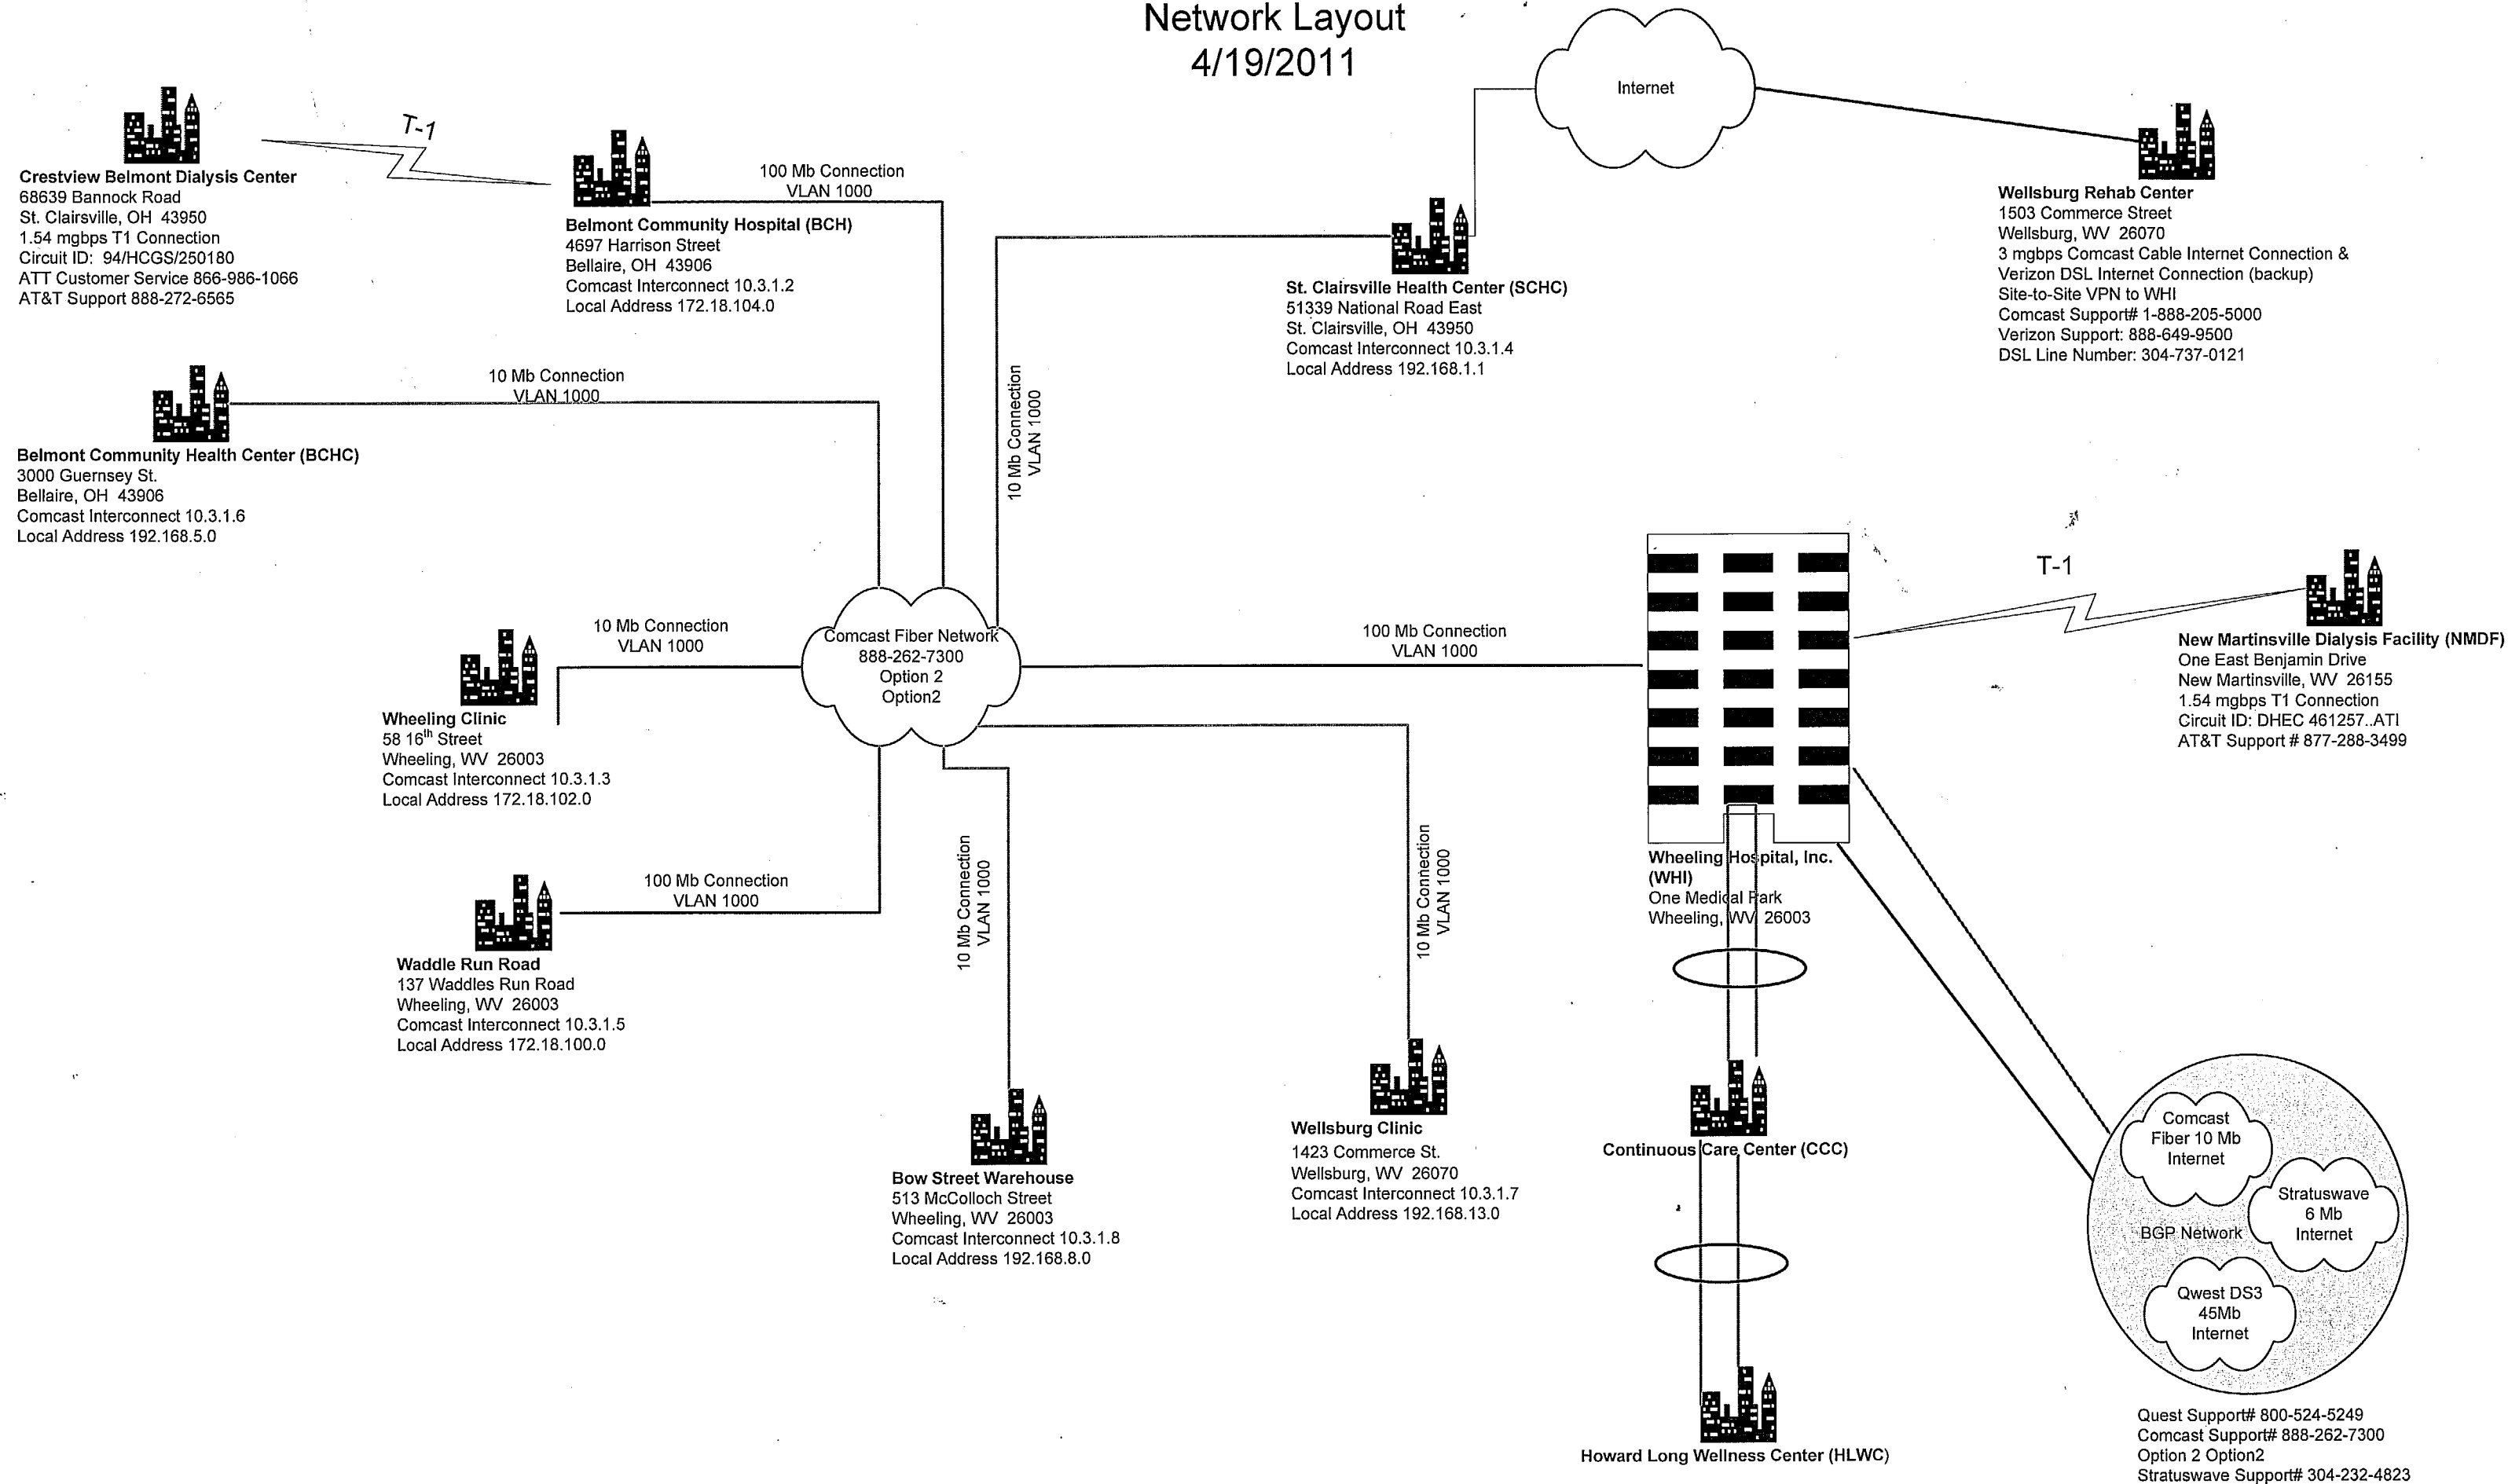 Network Layout
4/19/2011
Internet
T-1
Crestview Belmont Dialysis Center
68639 Bannock Road
St. Clairsville, OH 43950
1.54 mgbps T1 Connection
Circuit ID: 94/HCGS/250180
ATT Customer Service 866-986-1066
AT&T Support 888-272-6565
100 Mb Connection
VLAN 1000
Belmont Community Hospital (BCH)
4697 Harrison Street
Bellaire, OH 43906
Comcast Interconnect 10.3.1.2
Local Address 172.18.104.0
St. Clairsville Health Center (SCHC)
51339 National Road East
St. Clairsville, OH 43950
Comcast Interconnect 10.3.1.4
Local Address 192.168.1.1
Wellsburg Rehab Center
1503 Commerce Street
Wellsburg, WV 26070
3 mgbps Comcast Cable Internet Connection &
Verizon DSL Internet Connection (backup)
Site-to-Site VPN to WHI
Comcast Support# 1-888-205-5000
Verizon Support: 888-649-9500
DSL Line Number: 304-737-0121
10 Mb Connection
VLAN 1000
10 Mb Connection
VLAN 1000
Belmont Community Health Center (BCHC)
3000 Guernsey St.
Bellaire, OH 43906
Comcast Interconnect 10.3.1.6
Local Address 192.168.5.0
10 Mb Connection
VLAN 1000
Comcast Fiber Network
888-262-7300
Option 2
Option2
100 Mb Connection
VLAN 1000
T-1
New Martinsville Dialysis Facility (NMDF)
One East Benjamin Drive
New Martinsville, WV 26155
1.54 mgbps T1 Connection
Circuit ID: DHEC 461257..ATI
AT&T Support # 877-288-3499
Wheeling Clinic
58 16th Street
Wheeling, WV 26003
Comcast Interconnect 10.3.1.3
Local Address 172.18.102.0
100 Mb Connection
VLAN 1000
10 Mb Connection
VLAN 1000
10 Mb Connection
VLAN 1000
Wheeling Hospital, Inc.
(WHI)
One Medical Park
Wheeling, WV 26003
Waddle Run Road
137 Waddles Run Road
Wheeling, WV 26003
Comcast Interconnect 10.3.1.5
Local Address 172.18.100.0
Bow Street Warehouse
513 McColloch Street
Wheeling, WV 26003
Comcast Interconnect 10.3.1.8
Local Address 192.168.8.0
Wellsburg Clinic
1423 Commerce St.
Wellsburg, WV 26070
Comcast Interconnect 10.3.1.7
Local Address 192.168.13.0
Continuous Care Center (CCC)
Comcast
Fiber 10 Mb
Internet
Stratuswave
6 Mb
Internet
BGP Network
Qwest DS3
45Mb
Internet
Howard Long Wellness Center (HLWC)
Quest Support# 800-524-5249
Comcast Support# 888-262-7300
Option 2 Option2
Stratuswave Support# 304-232-4823